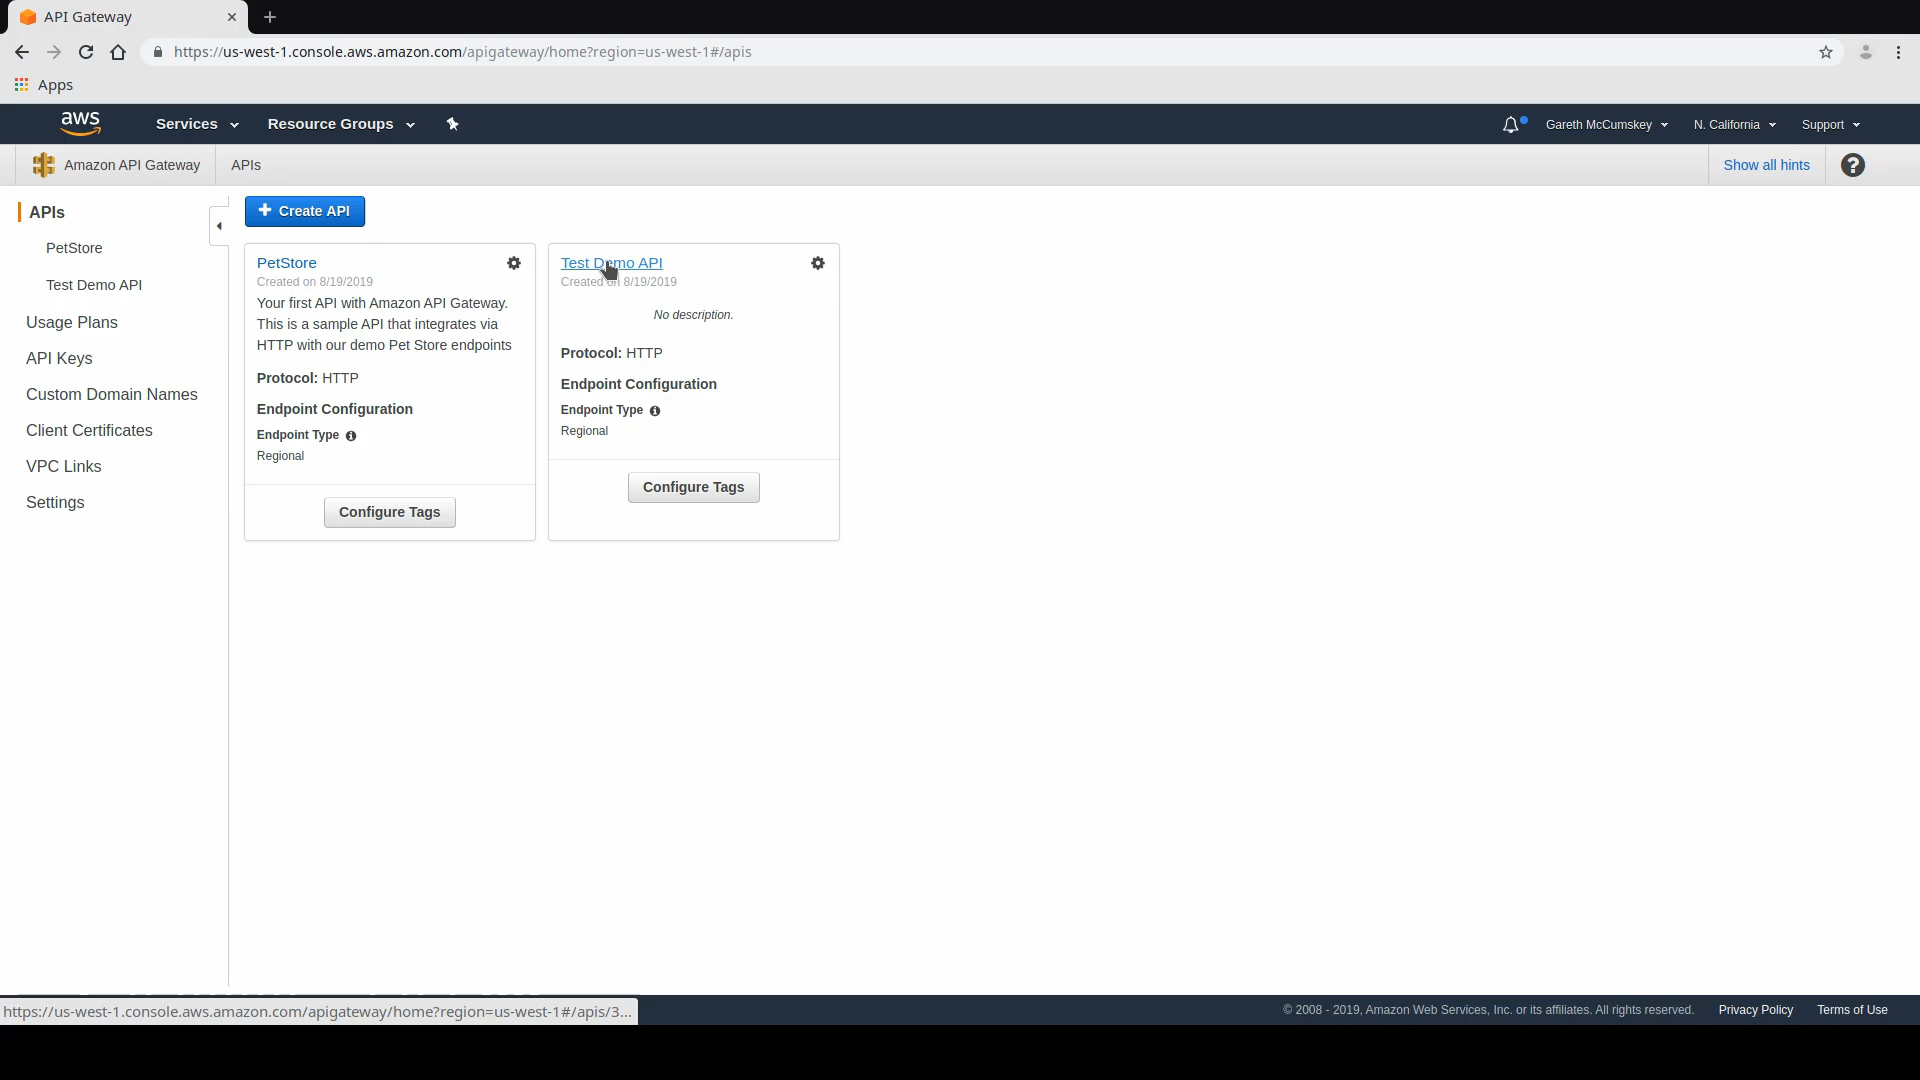 API Gateway
https://us-west-1.console.aws.amazon.com/apigateway/home?region=us-west-1#/apis
Apps
aws
Services
Resource Groups
Gareth McCumskey
N. California
Support
Amazon API Gateway
APIs
Show all hints
?
APIs
PetStore
Test Demo API
Usage Plans
API Keys
Custom Domain Names
Client Certificates
VPC Links
Settings
+ Create API
PetStore
Created on 8/19/2019
Your first API with Amazon API Gateway.
This is a sample API that integrates via
HTTP with our demo Pet Store endpoints
Protocol: HTTP
Endpoint Configuration
Endpoint Type
Regional
Configure Tags
Test Demo API
Created on 8/19/2019
No description.
Protocol: HTTP
Endpoint Configuration
Endpoint Type
Regional
Configure Tags
https://us-west-1.console.aws.amazon.com/apigateway/home?region=us-west-1#/apis/3...
© 2008 - 2019, Amazon Web Services, Inc. or its affiliates. All rights reserved.
Privacy Policy
Terms of Use